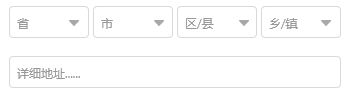 省 市 区/县 乡/镇
详细地址......